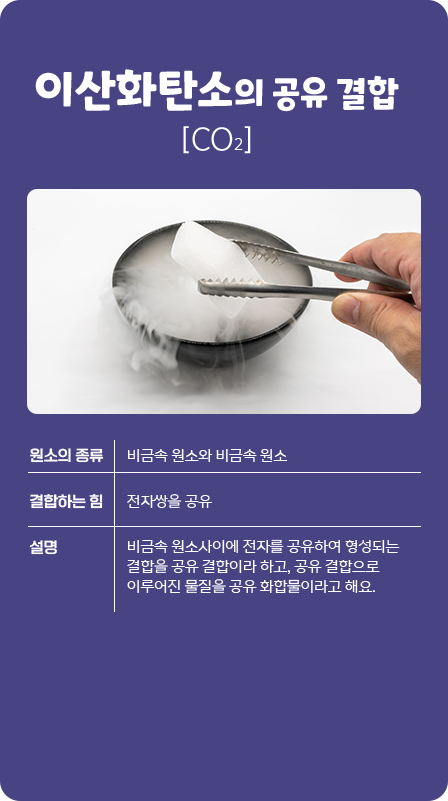 이산화탄소의 공유 결합
[CO₂]
원소의 종류 비금속 원소와 비금속 원소
결합하는 힘 전자쌍을 공유
설명 비금속 원소사이에 전자를 공유하여 형성되는
결합을 공유 결합이라 하고, 공유 결합으로
이루어진 물질을 공유 화합물이라고 해요.